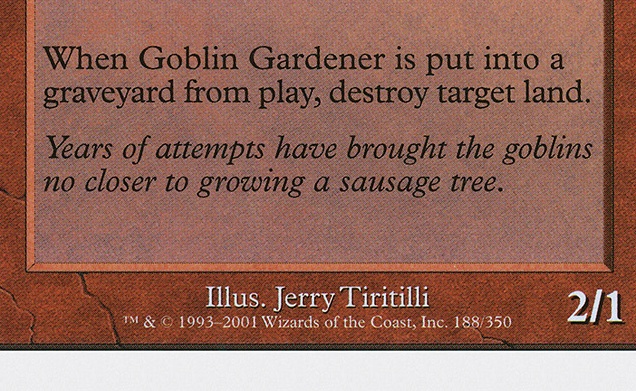 When Goblin Gardener is put into a
graveyard from play, destroy target land.
Years of attempts have brought the goblins
no closer to growing a sausage tree.
Illus. Jerry Tiritilli
™ & © 1993–2001 Wizards of the Coast, Inc. 188/350
2/1